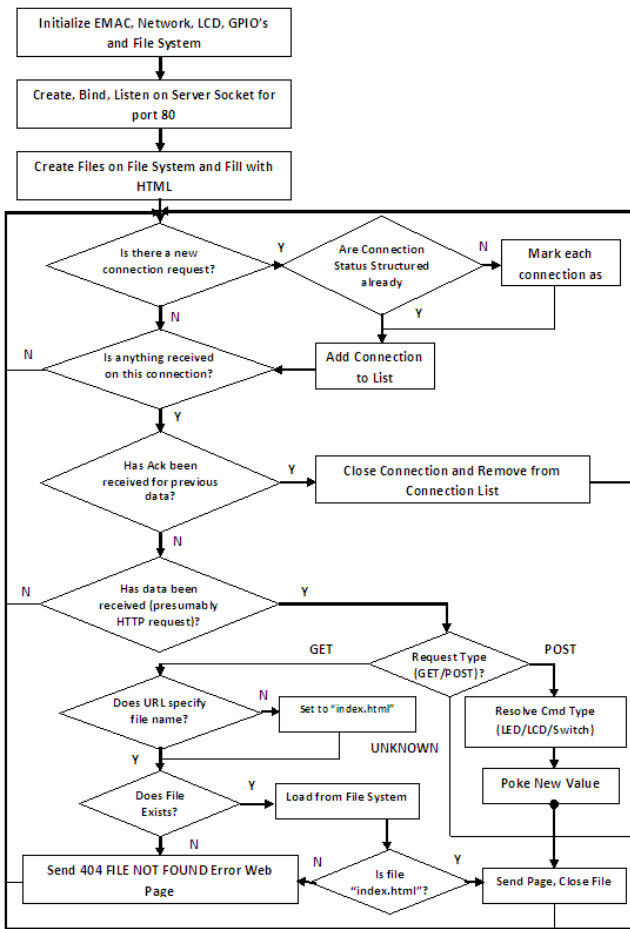 Initialize EMAC, Network, LCD, GPIO's
and File System
Create, Bind, Listen on Server Socket for
port 80
Create Files on File System and Fill with
HTML
Is there a new
connection request?
Y
Are Connection
Status Structured
already
N
Mark each
connection as
N
Y
N
Is anything received
on this connection?
Add Connection
to List
Y
Has Ack been
received for previous
data?
Y
Close Connection and Remove from
Connection List
N
N
Has data been
received (presumably
HTTP request)?
Y
GET
Request Type
(GET/POST)?
POST
Does URL specify
file name?
N
Set to "index.html"
Resolve Cmd Type
(LED/LCD/Switch)
UNKNOWN
Y
Does File
Exists?
Y
Load from File System
Poke New Value
N
Send 404 FILE NOT FOUND Error Web
Page
N
Is file
"index.html"?
Y
Send Page, Close File